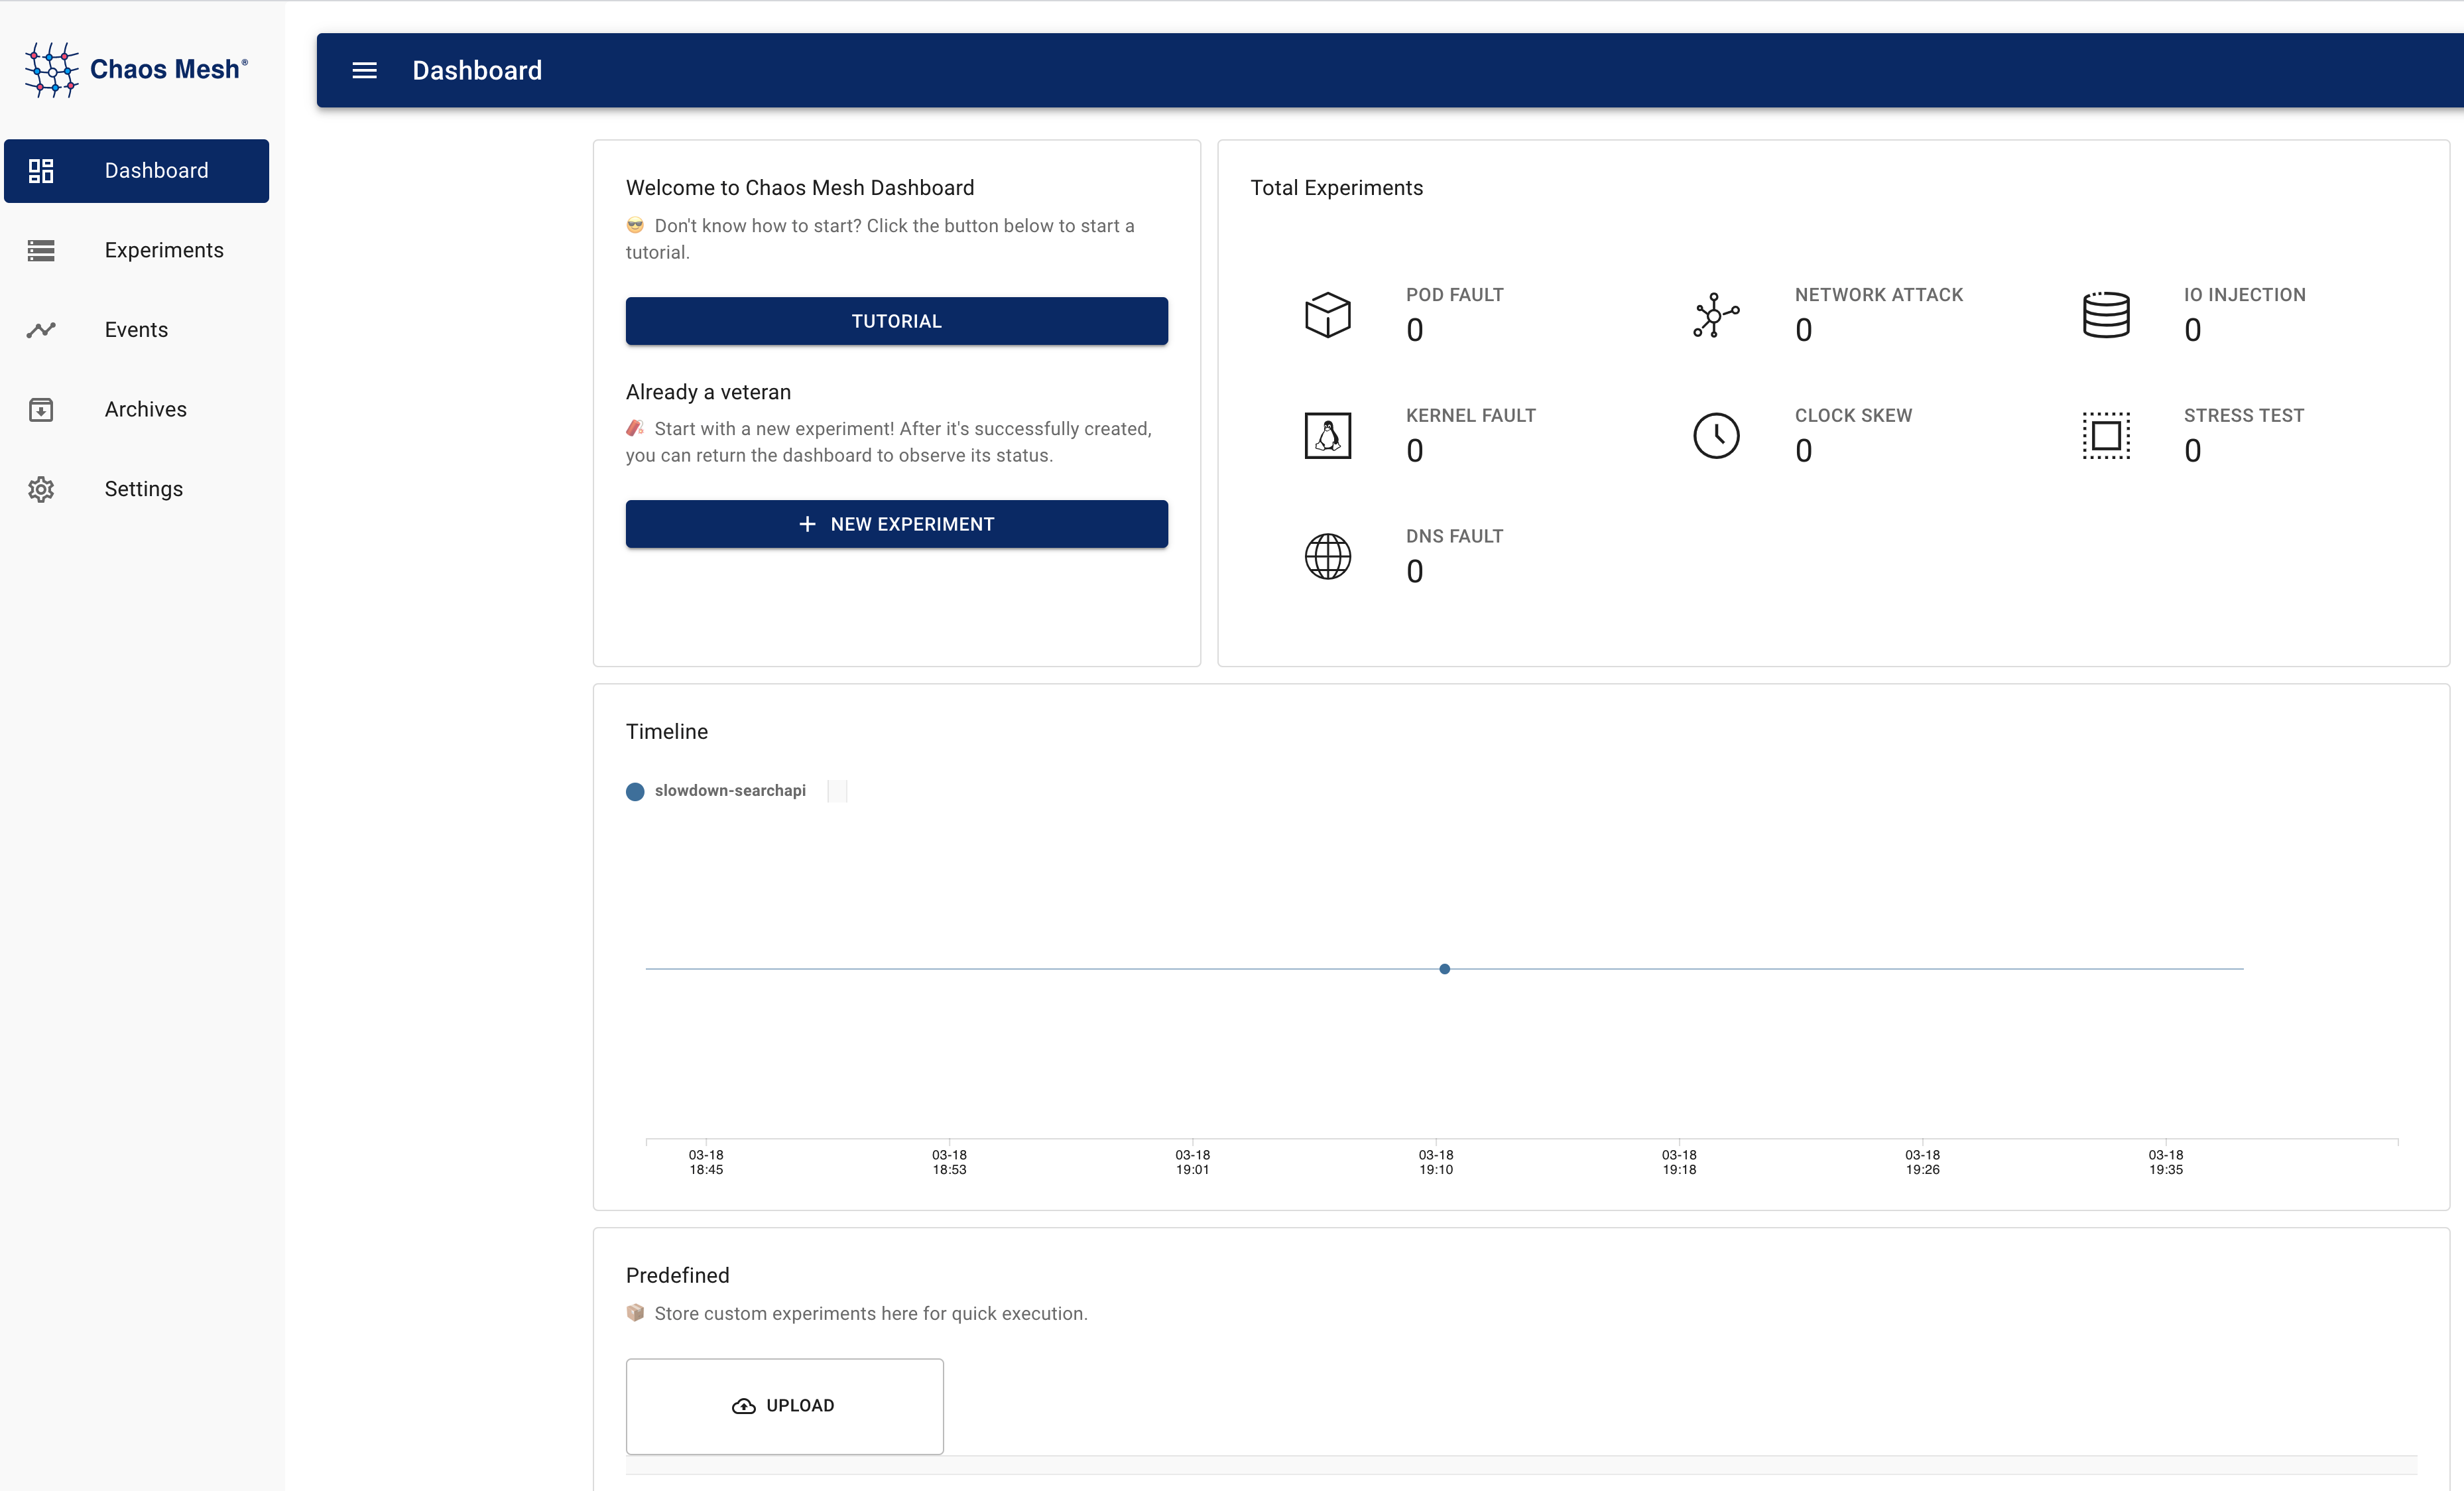 Chaos Mesh®
Dashboard
Experiments
Events
Archives
Settings
Dashboard
Welcome to Chaos Mesh Dashboard
Don't know how to start? Click the button below to start a
tutorial.
TUTORIAL
Already a veteran
Start with a new experiment! After it's successfully created,
you can return the dashboard to observe its status.
NEW EXPERIMENT
Total Experiments
POD FAULT
0
NETWORK ATTACK
0
IO INJECTION
0
KERNEL FAULT
0
CLOCK SKEW
0
STRESS TEST
0
DNS FAULT
0
Timeline
slowdown-searchapi
03-18
18:45
03-18
18:53
03-18
19:01
03-18
19:10
03-18
19:18
03-18
19:26
03-18
19:35
Predefined
Store custom experiments here for quick execution.
UPLOAD